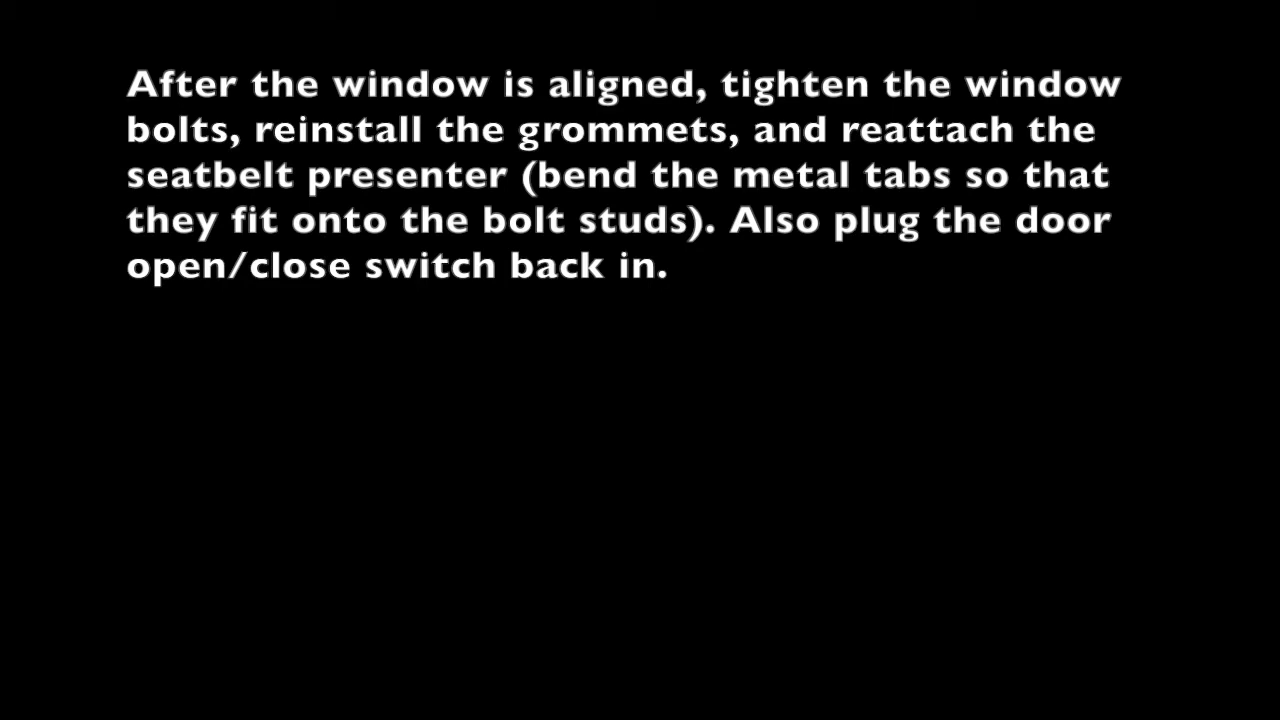 After the window is aligned, tighten the window
bolts, reinstall the grommets, and reattach the
seatbelt presenter (bend the metal tabs so that
they fit onto the bolt studs). Also plug the door
open/close switch back in.